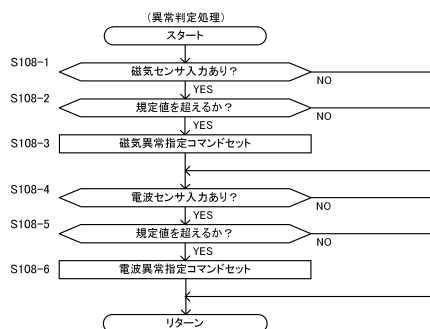 (異常判定処理)
スタート
S108-1
磁気センサ入力あり?
NO
YES
S108-2
規定値を超えるか?
NO
YES
S108-3
磁気異常指定コマンドセット
S108-4
電波センサ入力あり?
NO
YES
S108-5
規定値を超えるか?
NO
YES
S108-6
電波異常指定コマンドセット
リターン